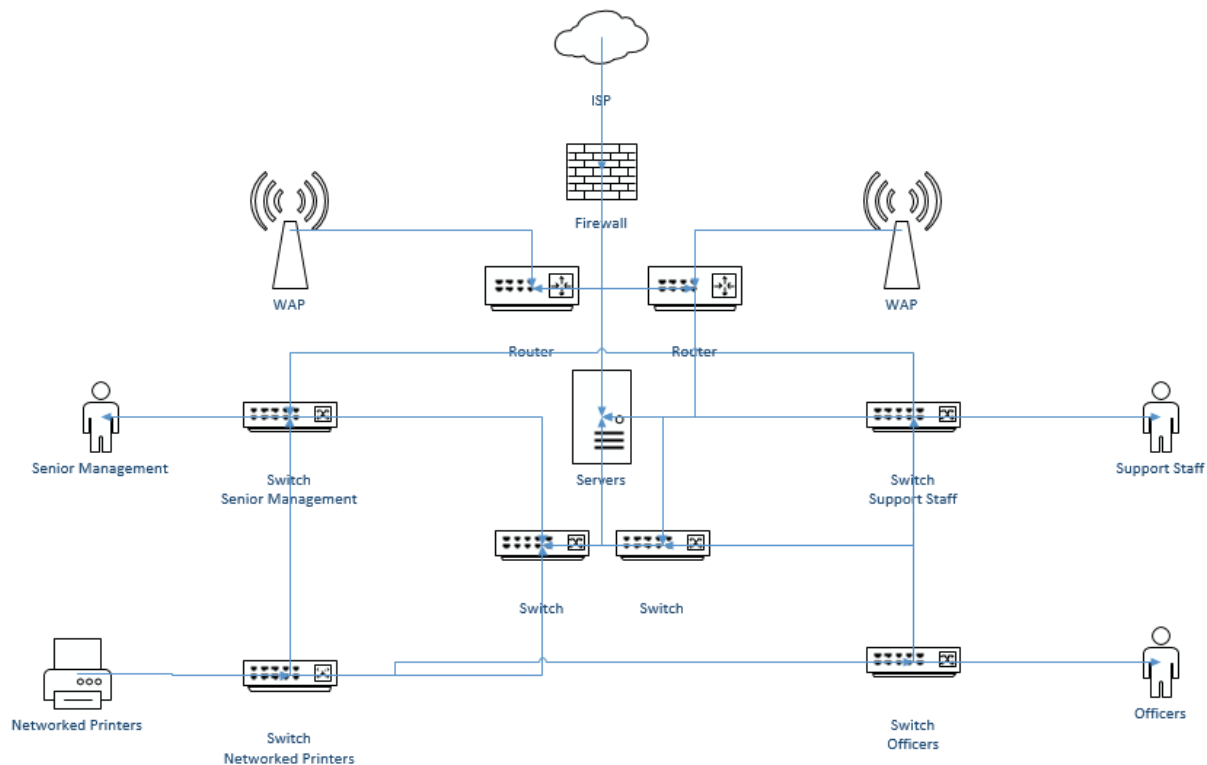 ISP
Firewall
WAP
WAP
Router
Router
Senior Management
Switch
Senior Management
Servers
Switch
Support Staff
Support Staff
Switch
Switch
Networked Printers
Switch
Networked Printers
Switch
Officers
Officers